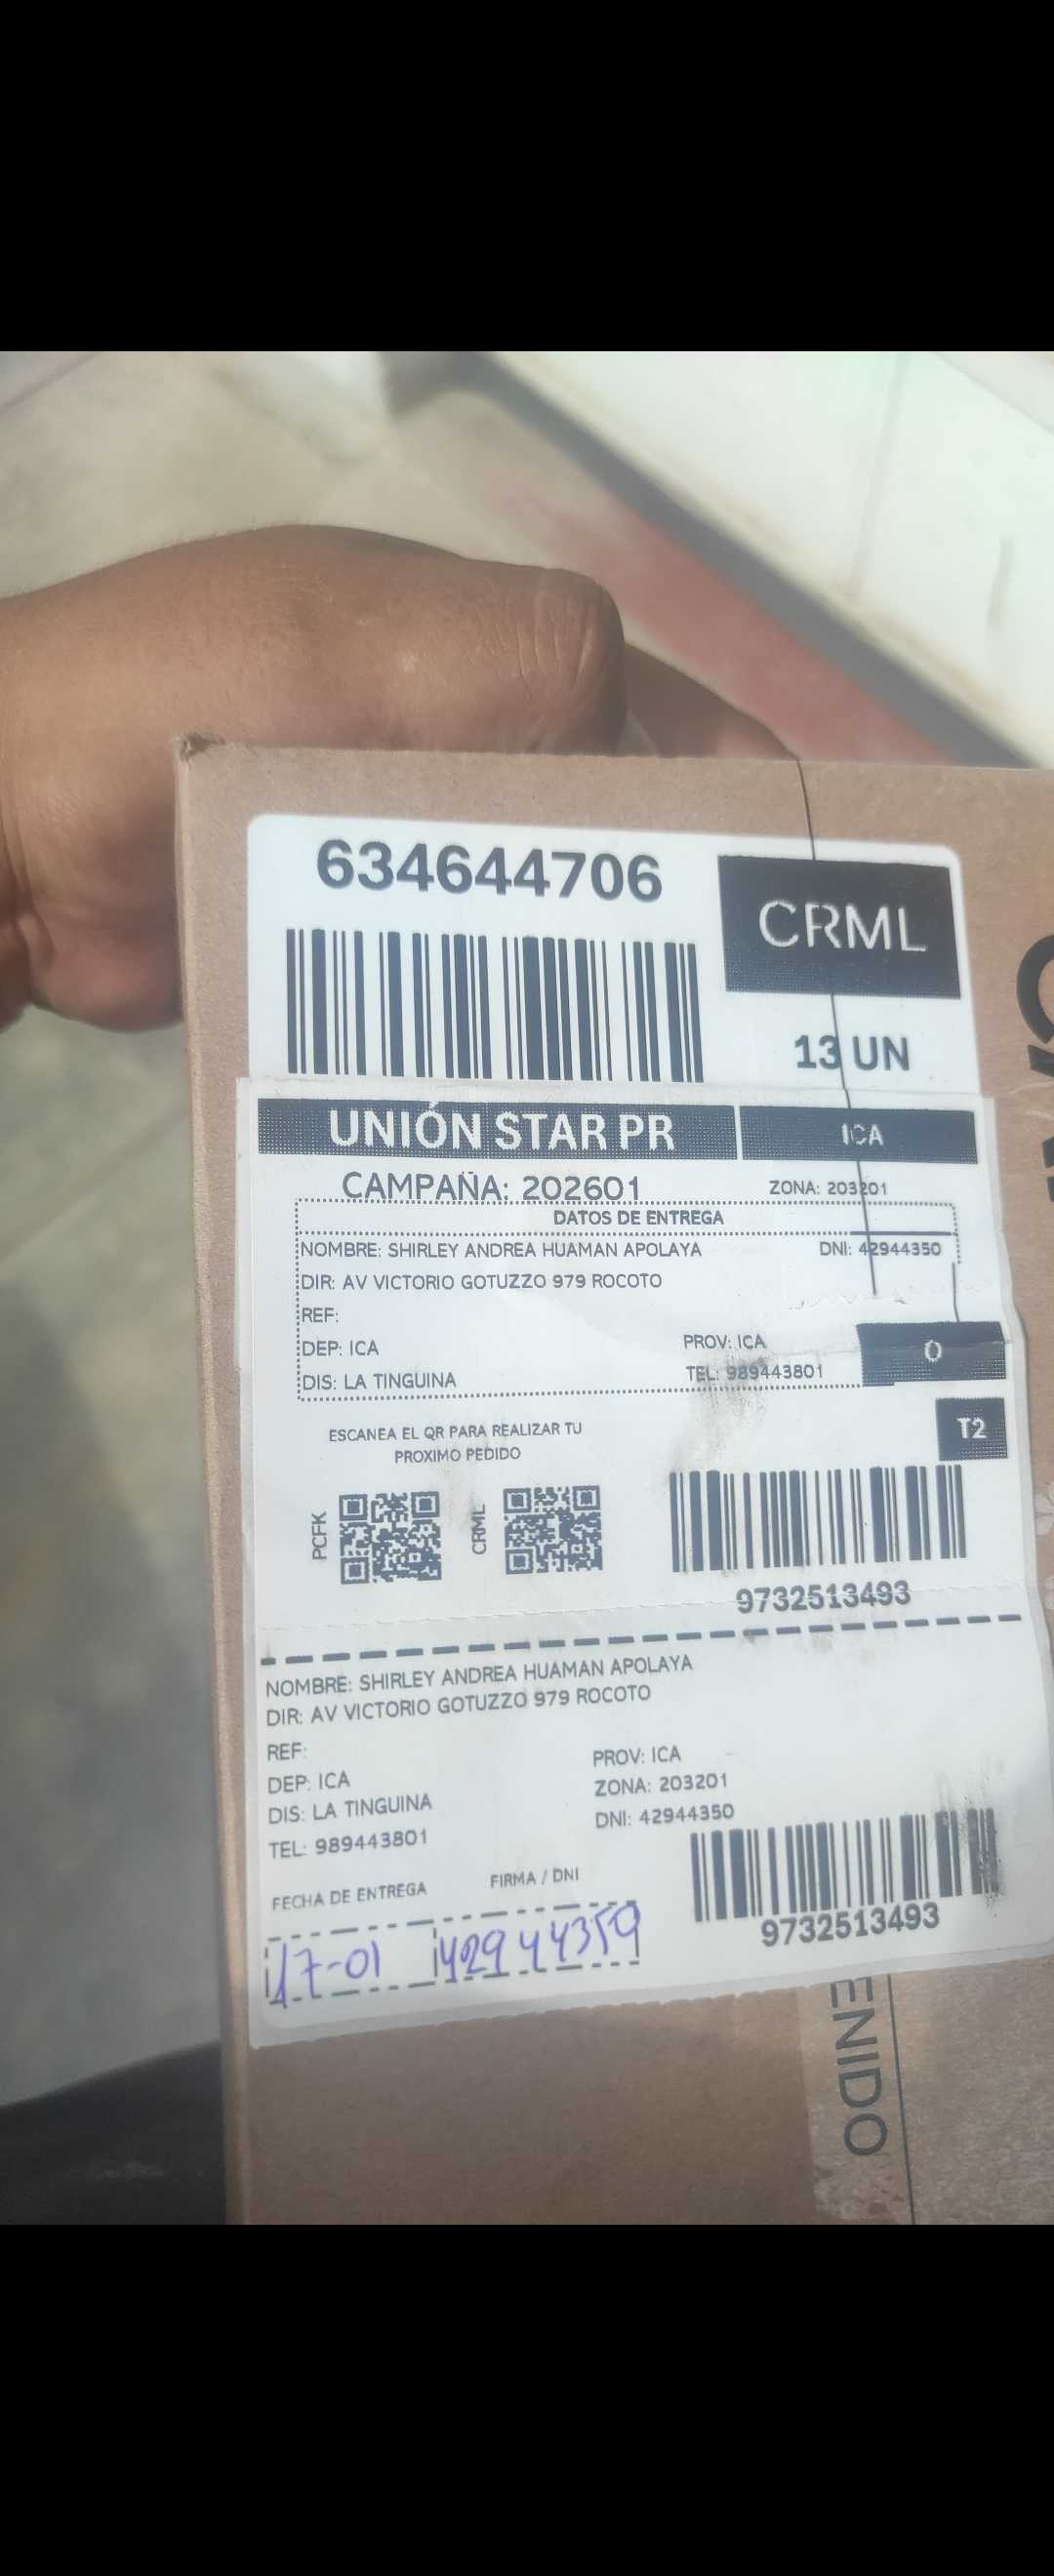 634644706
CRML
13 UN
UNIÓN STAR PR
ICA
CAMPAÑA: 202601
ZONA: 203201
DATOS DE ENTREGA
NOMBRE: SHIRLEY ANDREA HUAMAN APOLAYA DNI: 42944350
DIR: AV VICTORIO GOTUZZO 979 ROCOTO
REF:
DEP: ICA PROV: ICA
DIS: LA TINGUINA TEL: 989443801
O
T2
ESCANEA EL QR PARA REALIZAR TU
PROXIMO PEDIDO
PCFK
CRML
9732513493
NOMBRE: SHIRLEY ANDREA HUAMAN APOLAYA
DIR: AV VICTORIO GOTUZZO 979 ROCOTO
REF:
DEP: ICA PROV: ICA
DIS: LA TINGUINA ZONA: 203201
TEL: 989443801 DNI: 42944350
FECHA DE ENTREGA FIRMA / DNI
17-01 42944359
9732513493
ENIDO